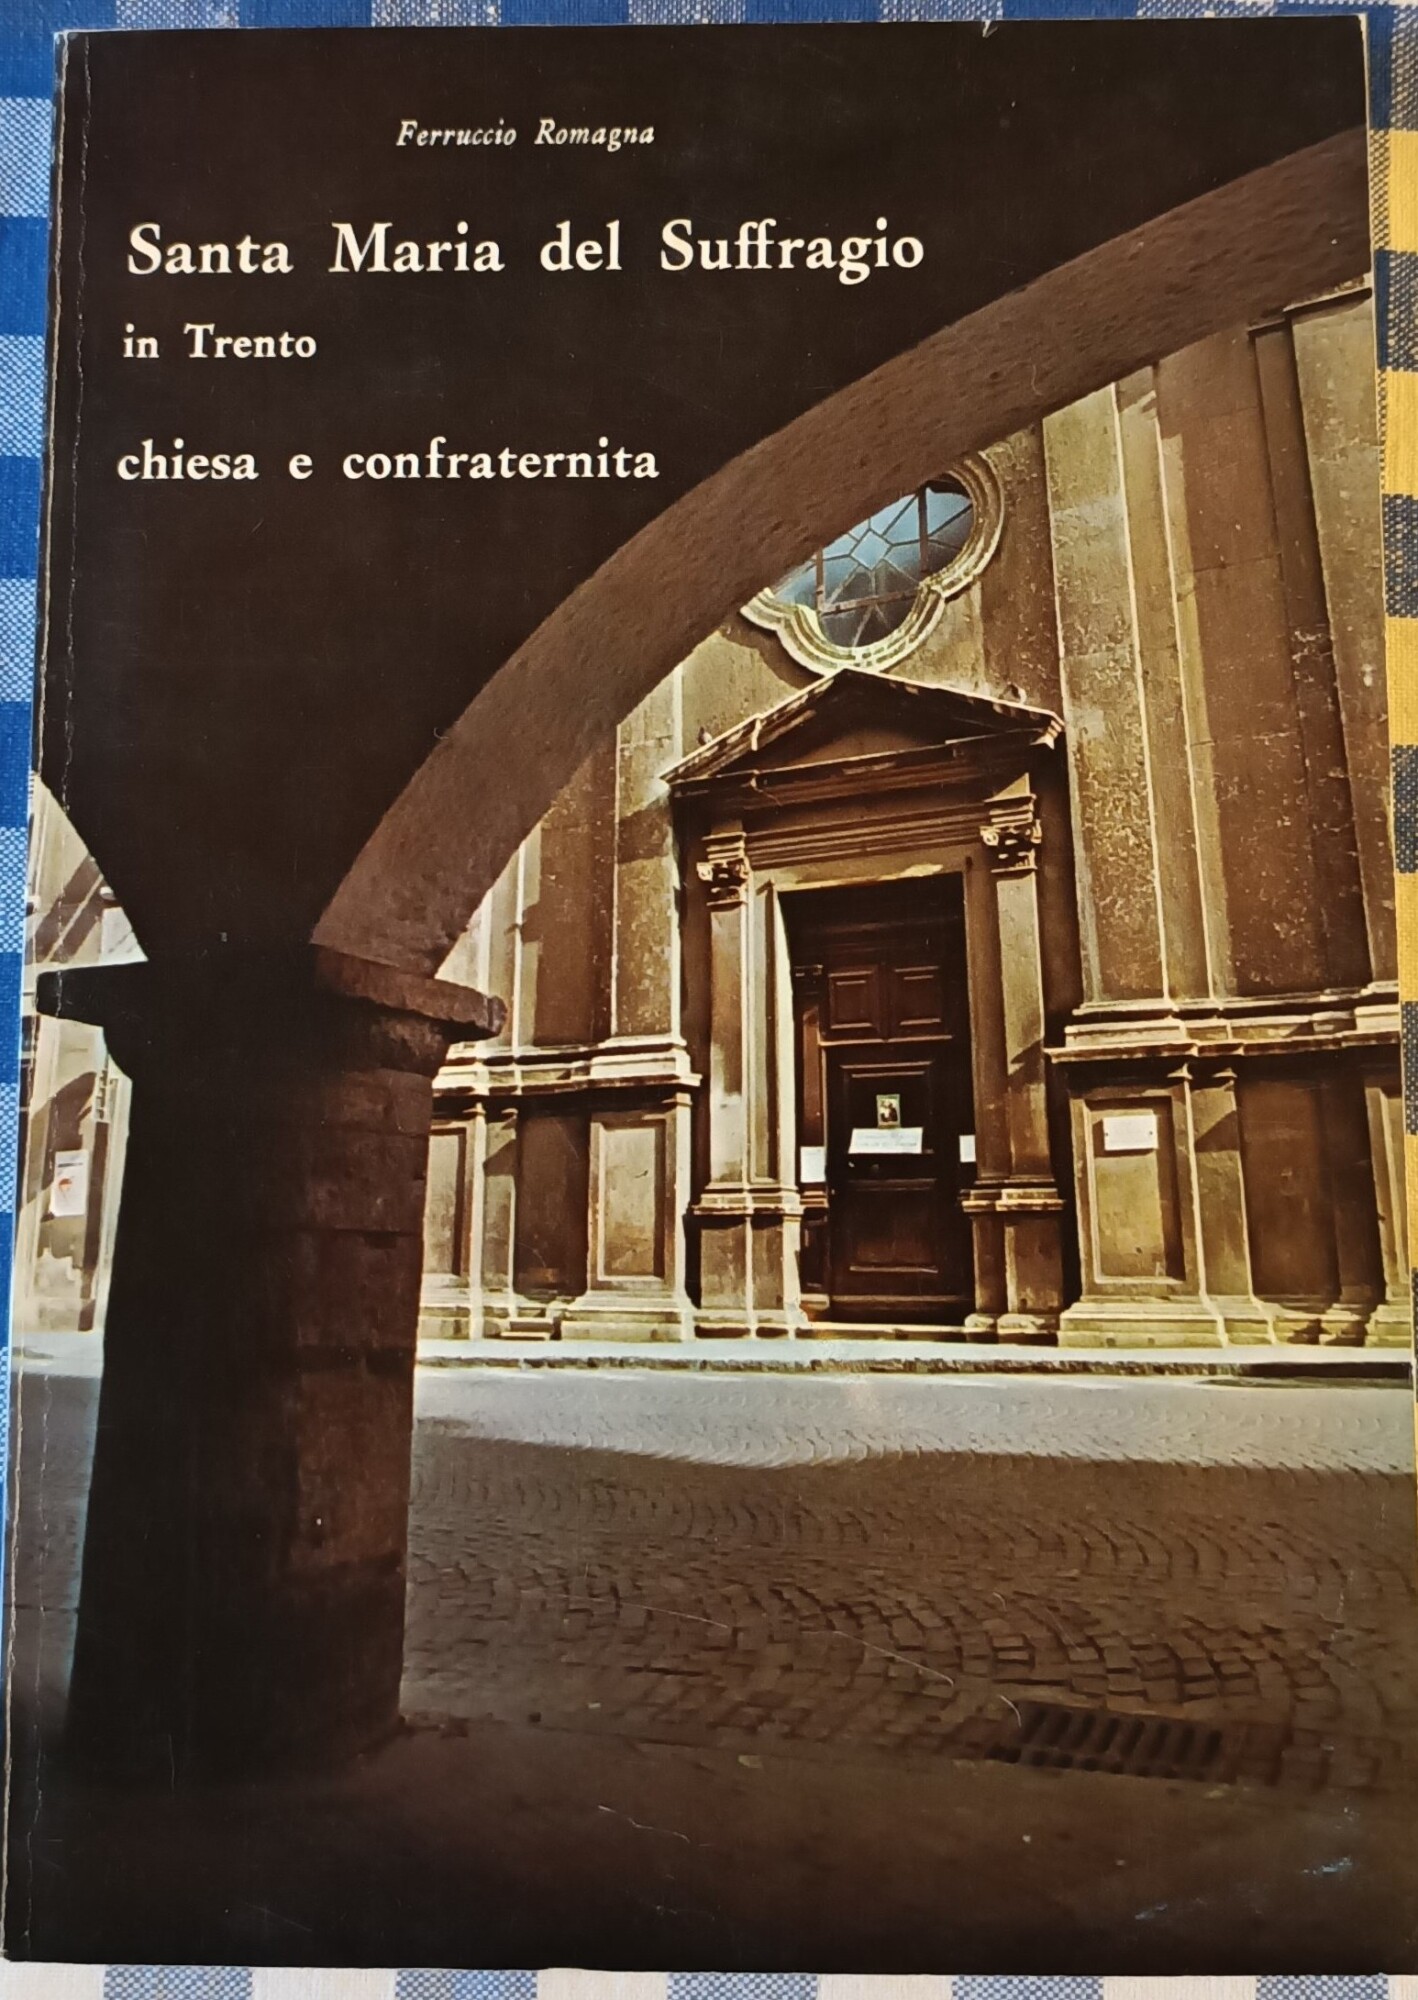 Ferruccio Romagna
Santa Maria del Suffragio
in Trento
chiesa e confraternita